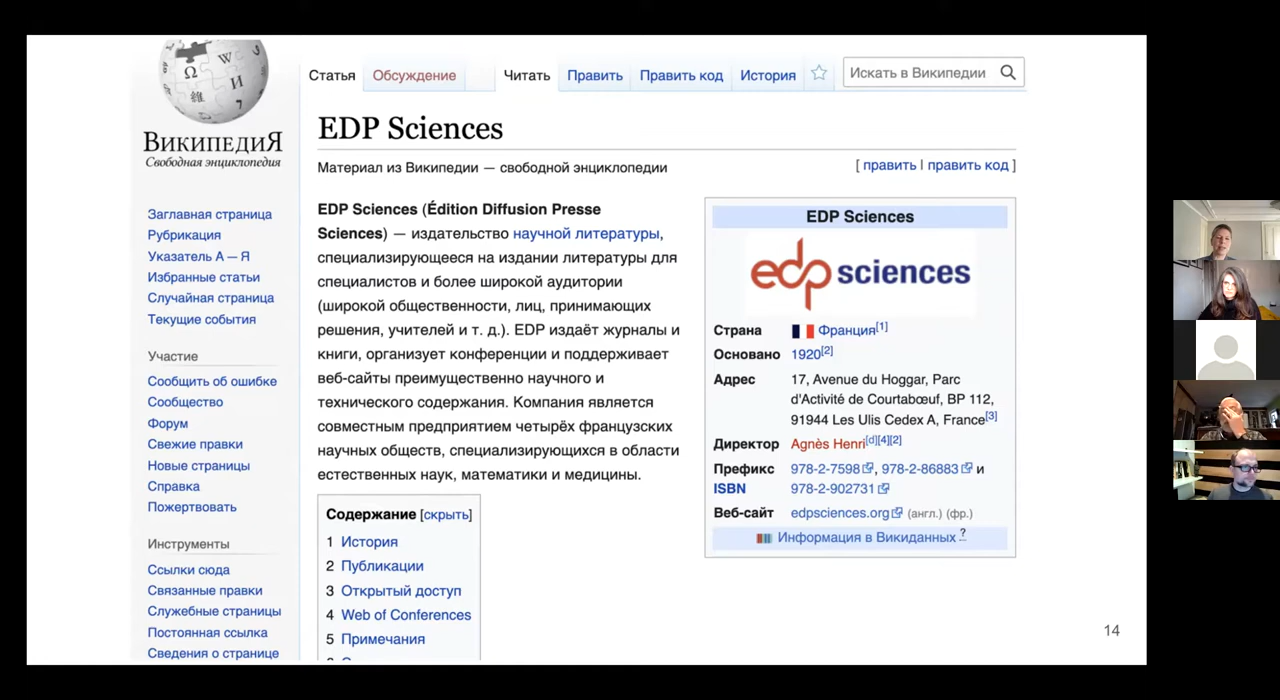 ВИКИПЕДИЯ
Свободная энциклопедия
Заглавная страница
Рубрикация
Указатель А — Я
Избранные статьи
Случайная страница
Текущие события
Участие
Сообщить об ошибке
Сообщество
Форум
Свежие правки
Новые страницы
Справка
Пожертвовать
Инструменты
Ссылки сюда
Связанные правки
Служебные страницы
Постоянная ссылка
Сведения о странице
Статья Обсуждение Читать Править Править код История Искать в Википедии
EDP Sciences
Материал из Википедии — свободной энциклопедии [ править | править код ]
EDP Sciences (Édition Diffusion Presse
Sciences) — издательство научной литературы,
специализирующееся на издании литературы для
специалистов и более широкой аудитории
(широкой общественности, лиц, принимающих
решения, учителей и т. д.). EDP издаёт журналы и
книги, организует конференции и поддерживает
веб-сайты преимущественно научного и
технического содержания. Компания является
совместным предприятием четырёх французских
научных обществ, специализирующихся в области
естественных наук, математики и медицины.
Содержание [скрыть]
1 История
2 Публикации
3 Открытый доступ
4 Web of Conferences
5 Примечания
EDP Sciences
edp sciences
Страна Франция[1]
Основано 1920[2]
Адрес 17, Avenue du Hoggar, Parc
d'Activité de Courtabœuf, BP 112,
91944 Les Ulis Cedex A, France[3]
Директор Agnès Henri[d][4][2]
Префикс 978-2-7598, 978-2-86883 и
ISBN 978-2-902731
Веб-сайт edpsciences.org (англ.) (фр.)
Информация в Викиданных ?
14